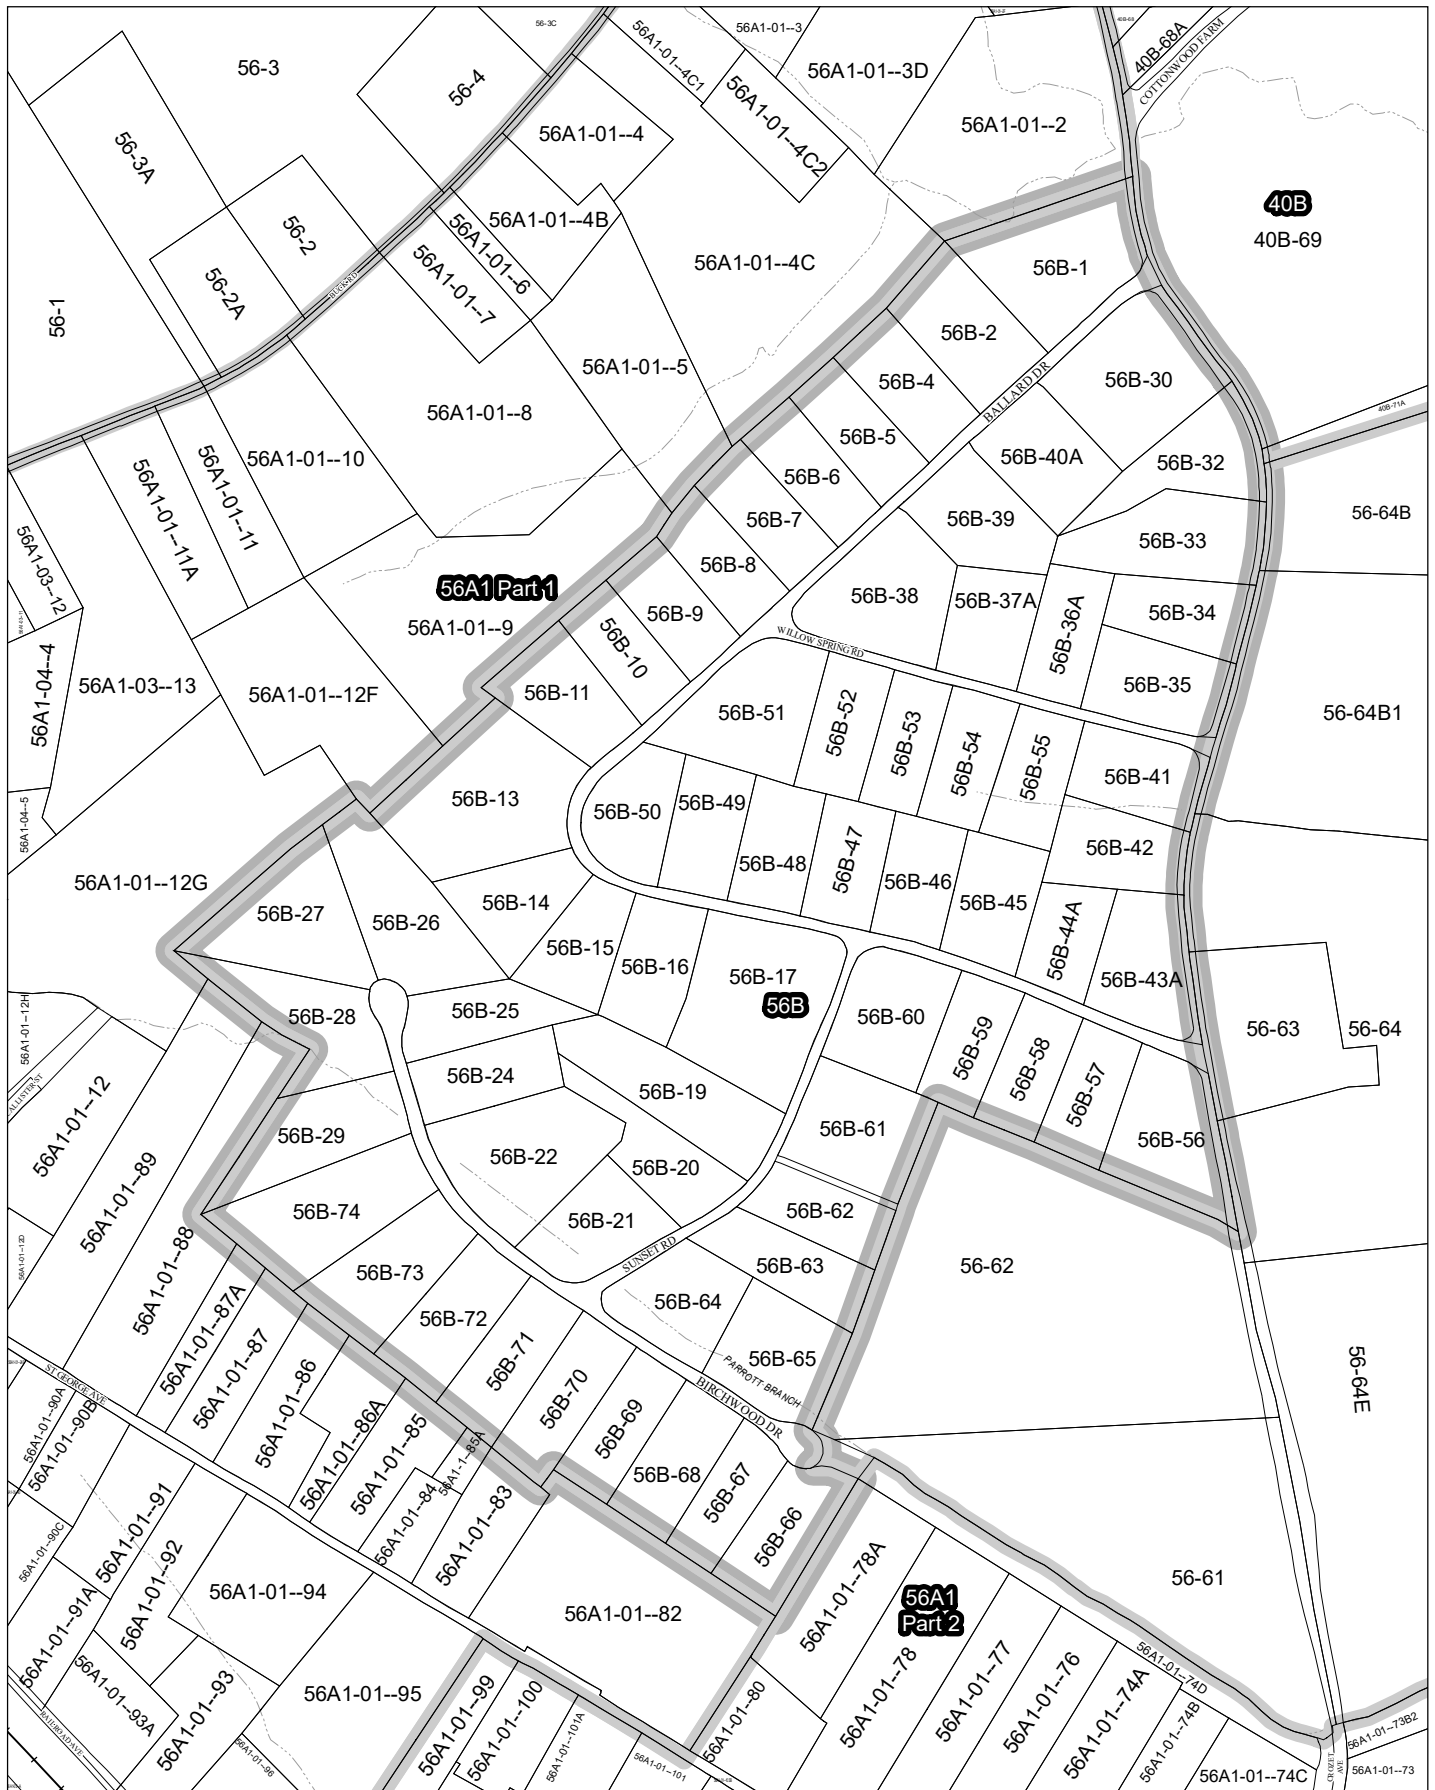 56-3C
56A1-01--3
40B-68
56-3
56A1-01--4C1
56A1-01--3D
40B-68A
COTTONWOOD FARM
56-4
56A1-01--4C2
56A1-01--4
56A1-01--2
56-3A
40B
40B-69
56-2
56A1-01--4B
56A1-01--6
56A1-01--4C
56B-1
56A1-01--7
56-2A
BUCK RD
56-1
56B-2
56A1-01--5
56B-4
BALLARD DR
56B-30
56A1-01--8
40B-71A
56B-5
56A1-01--10
56B-40A
56B-32
56B-6
56A1-01--11
56A1-01--11A
56B-7
56B-39
56-64B
56B-33
56A1-03--12
56B-8
56A1 Part 1
56B-38
56B-37A
56B-36A
56B-34
56A1-01--9
56B-9
56B-10
WILLOW SPRING RD
56A1-04--4
56A1-03--13
56A1-01--12F
56B-11
56B-35
56B-51
56B-52
56B-53
56B-54
56B-55
56-64B1
56B-41
56B-13
56B-50
56B-49
56A1-04--5
56B-48
56B-47
56B-42
56A1-01--12G
56B-46
56B-45
56B-14
56B-27
56B-26
56B-44A
56B-15
56B-16
56B-17
56B-43A
56B
56B-25
56B-28
56B-60
56A1-01--12H
56B-59
56-63
56-64
56B-58
56B-57
56B-24
56B-19
56A1-01--12
56B-29
56B-61
56B-56
56B-22
56B-20
56A1-01--89
56B-74
56B-62
56B-21
SUNSET RD
56A1-01--12D
56A1-01--88
56B-73
56B-63
56-62
56B-64
56A1-01--87A
56B-72
56A1-01--87
56B-71
56B-65
PARROTT BRANCH
ST GEORGE AVE
56A1-01--86
56B-70
BIRCHWOOD DR
56-64E
56A1-01--90A
56A1-01--90B
56A1-01--86A
56A1-01--85
56B-69
56A1-1--85A
56B-68
56B-67
56A1-01--84
56A1-01--83
56B-66
56A1-01--91
56A1-01--90C
56A1-01--92
56A1-01--94
56A1-01--78A
56-61
56A1-01--91A
56A1-01--82
56A1
Part 2
56A1-01--78
56A1-01--77
56A1-01--76
56A1-01--74D
56A1-01--93A
56A1-01--93
56A1-01--95
56A1-01--99
56A1-01--100
56A1-01--101A
56A1-01--80
56A1-01--74A
56A1-01--74B
RAILROAD AVE
56A1-01--96
56A1-01--101
56A1-01--74C
CROZET AVE
56A1-01--73B2
56A1-01--73